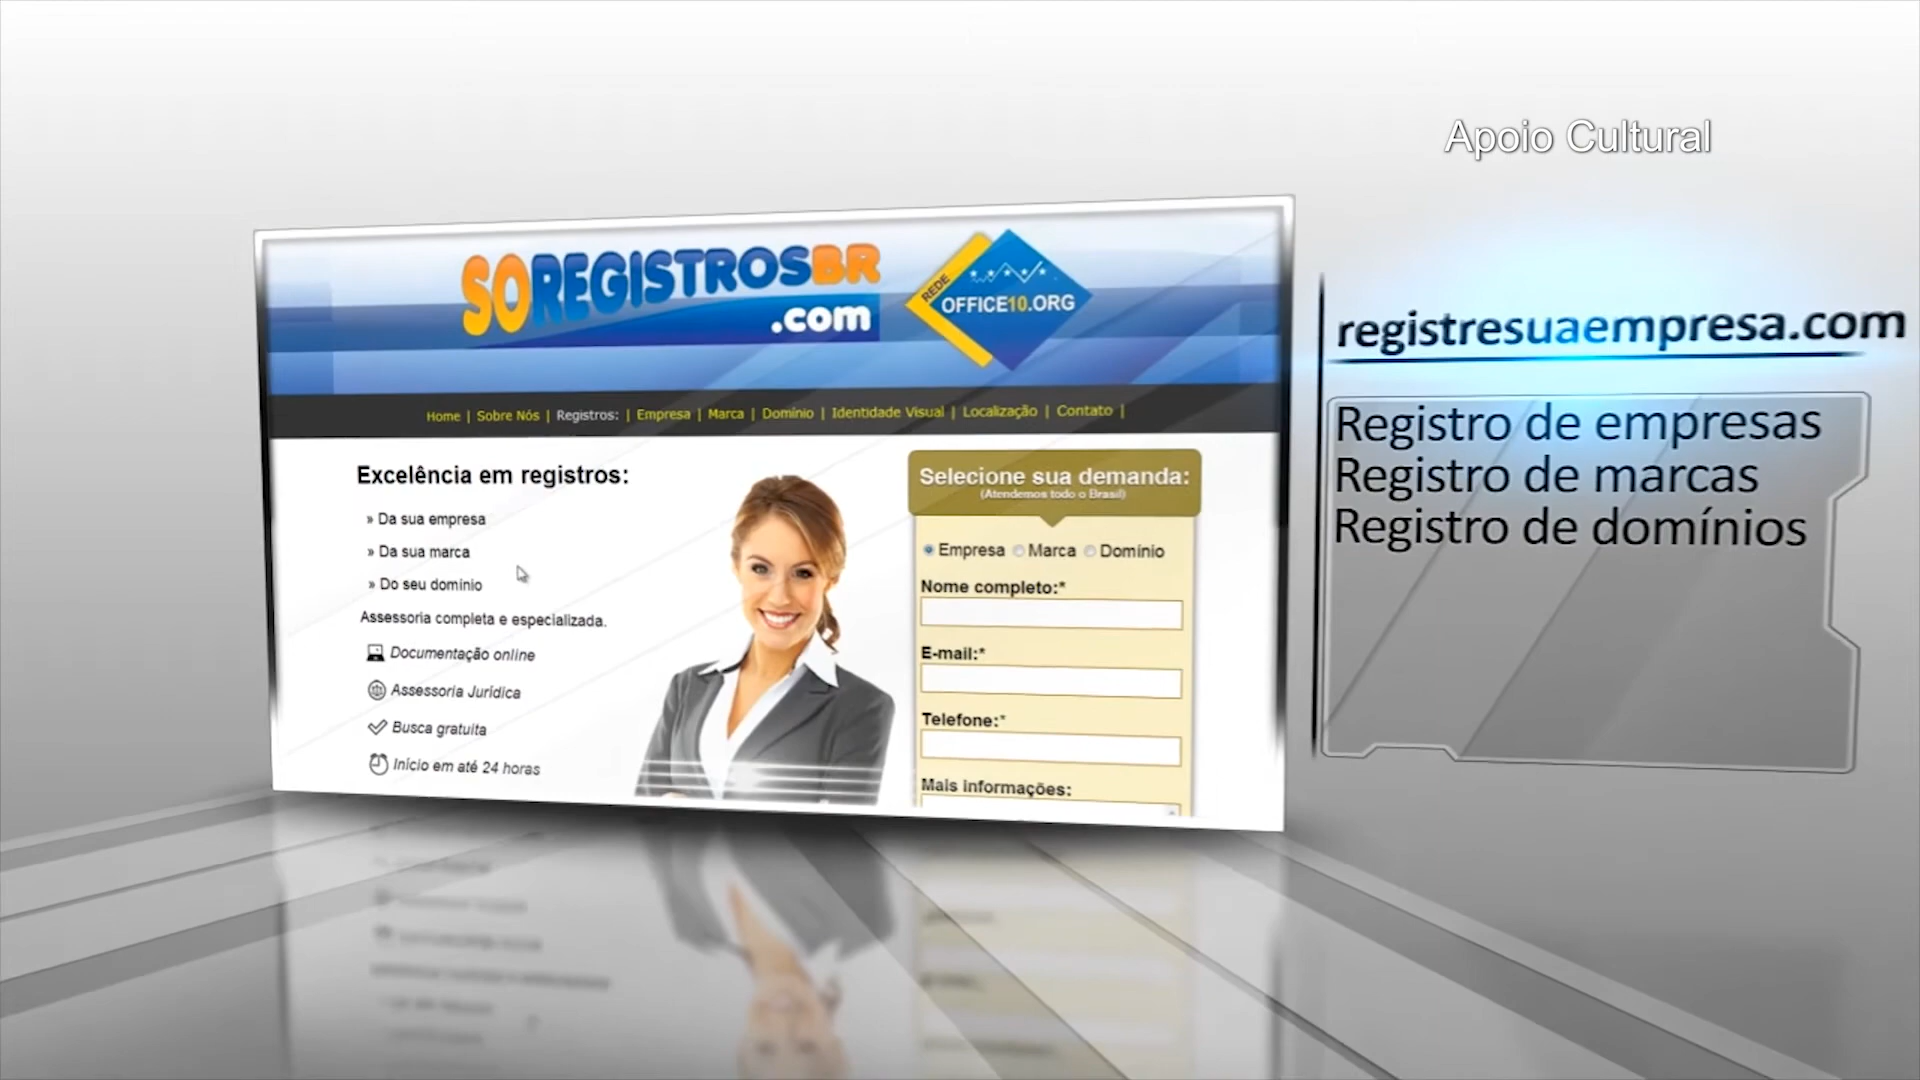 Apoio Cultural
SOREGISTROSBR
.com
REDE
OFFICE10.ORG
Home | Sobre Nós | Registros: | Empresa | Marca | Domínio | Identidade Visual | Localização | Contato |
Excelência em registros:
» Da sua empresa
» Da sua marca
» Do seu domínio
Assessoria completa e especializada.
Documentação online
Assessoria Jurídica
Busca gratuita
Início em até 24 horas
Selecione sua demanda:
(Atendemos todo o Brasil)
Empresa Marca Domínio
Nome completo:*
E-mail:*
Telefone:*
Mais informações:
registresuaempresa.com
Registro de empresas
Registro de marcas
Registro de domínios